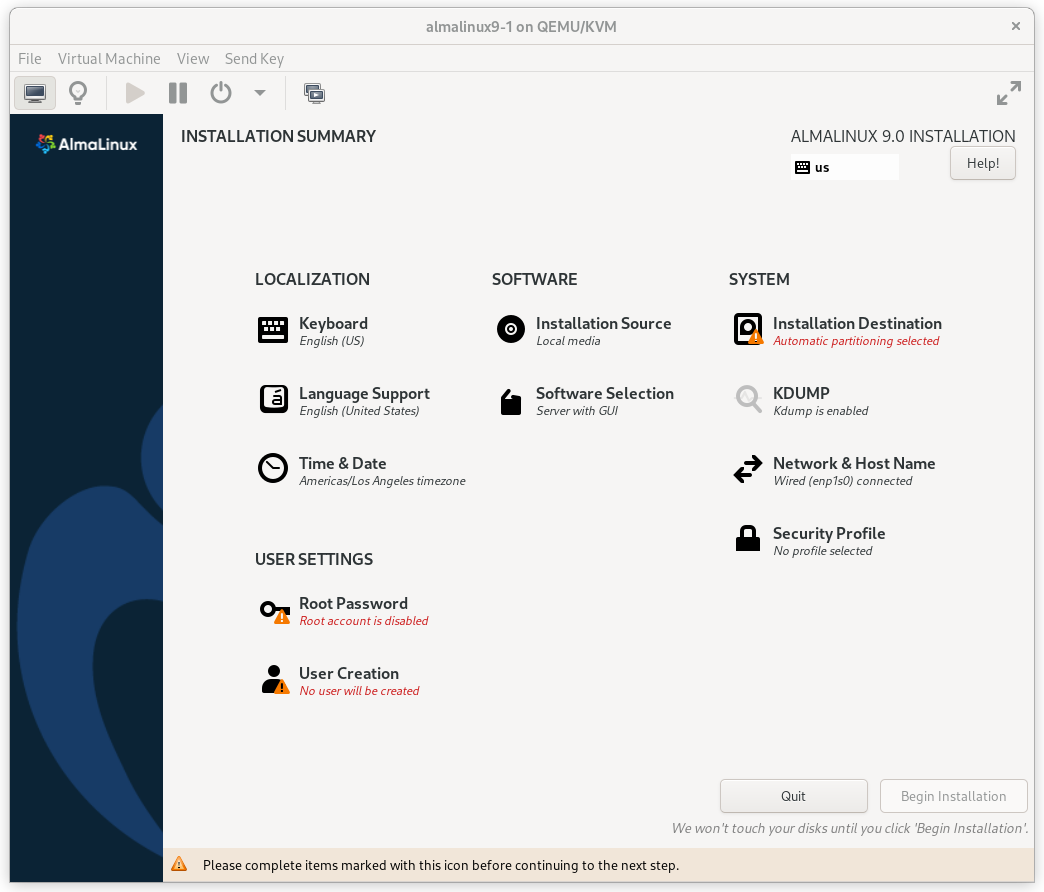 almalinux9-1 on QEMU/KVM
File Virtual Machine View Send Key
AlmaLinux
INSTALLATION SUMMARY
ALMALINUX 9.0 INSTALLATION
us
Help!
LOCALIZATION
Keyboard
English (US)
Language Support
English (United States)
Time & Date
Americas/Los Angeles timezone
SOFTWARE
Installation Source
Local media
Software Selection
Server with GUI
SYSTEM
Installation Destination
Automatic partitioning selected
KDUMP
Kdump is enabled
Network & Host Name
Wired (enp1s0) connected
Security Profile
No profile selected
USER SETTINGS
Root Password
Root account is disabled
User Creation
No user will be created
Quit
Begin Installation
We won't touch your disks until you click 'Begin Installation'.
Please complete items marked with this icon before continuing to the next step.